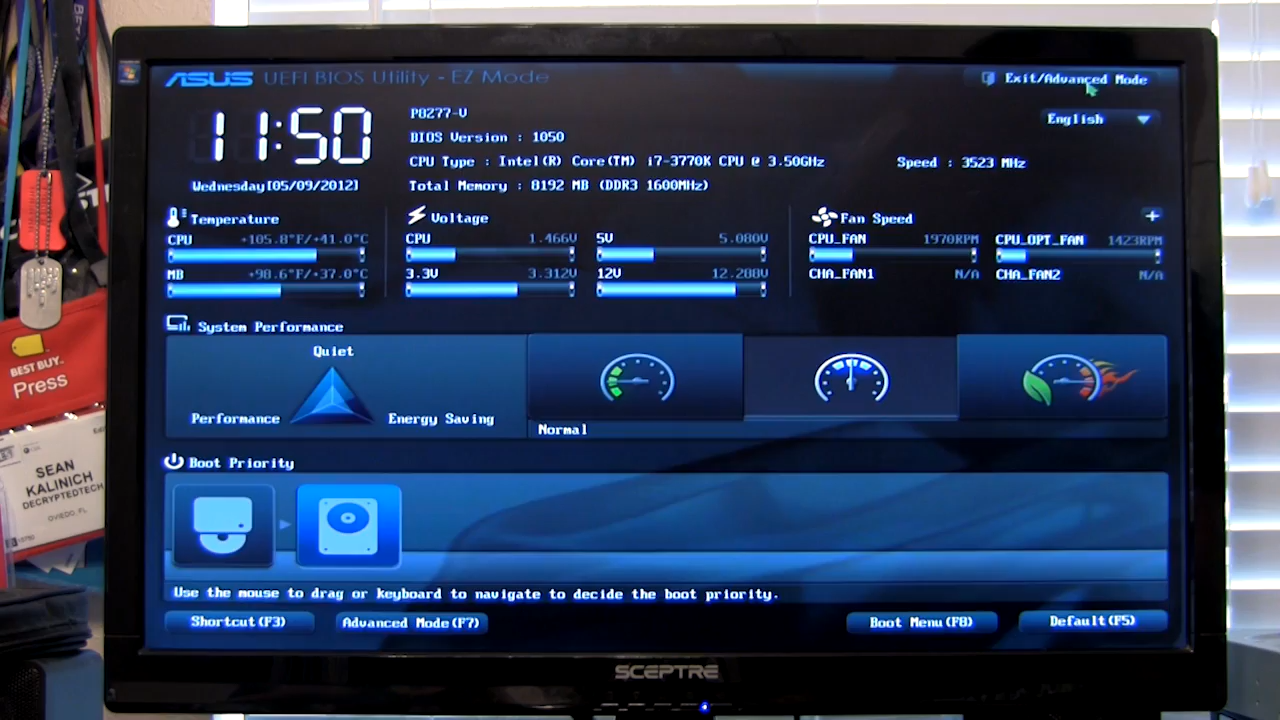 ASUS UEFI BIOS Utility - EZ Mode
Exit/Advanced Mode
11:50
Wednesday[05/09/2012]
P8Z77-V
BIOS Version : 1050
CPU Type : Intel(R) Core(TM) i7-3770K CPU @ 3.50GHz
Speed : 3523 MHz
Total Memory : 8192 MB (DDR3 1600MHz)
English
Temperature
CPU +105.8°F/+41.0°C
MB +98.6°F/+37.0°C
Voltage
CPU 1.466V 5V 5.080V
3.3V 3.312V 12V 12.288V
Fan Speed
CPU_FAN 1970RPM CPU_OPT_FAN 1423RPM
CHA_FAN1 N/A CHA_FAN2 N/A
System Performance
Quiet
Performance Energy Saving
Normal
Boot Priority
Use the mouse to drag or keyboard to navigate to decide the boot priority.
Shortcut(F3) Advanced Mode(F7) Boot Menu(F8) Default(F5)
SCEPTRE
BEST BUY
Press
SEAN
KALINICH
DECRYPTEDTECH
OVIEDO, FL